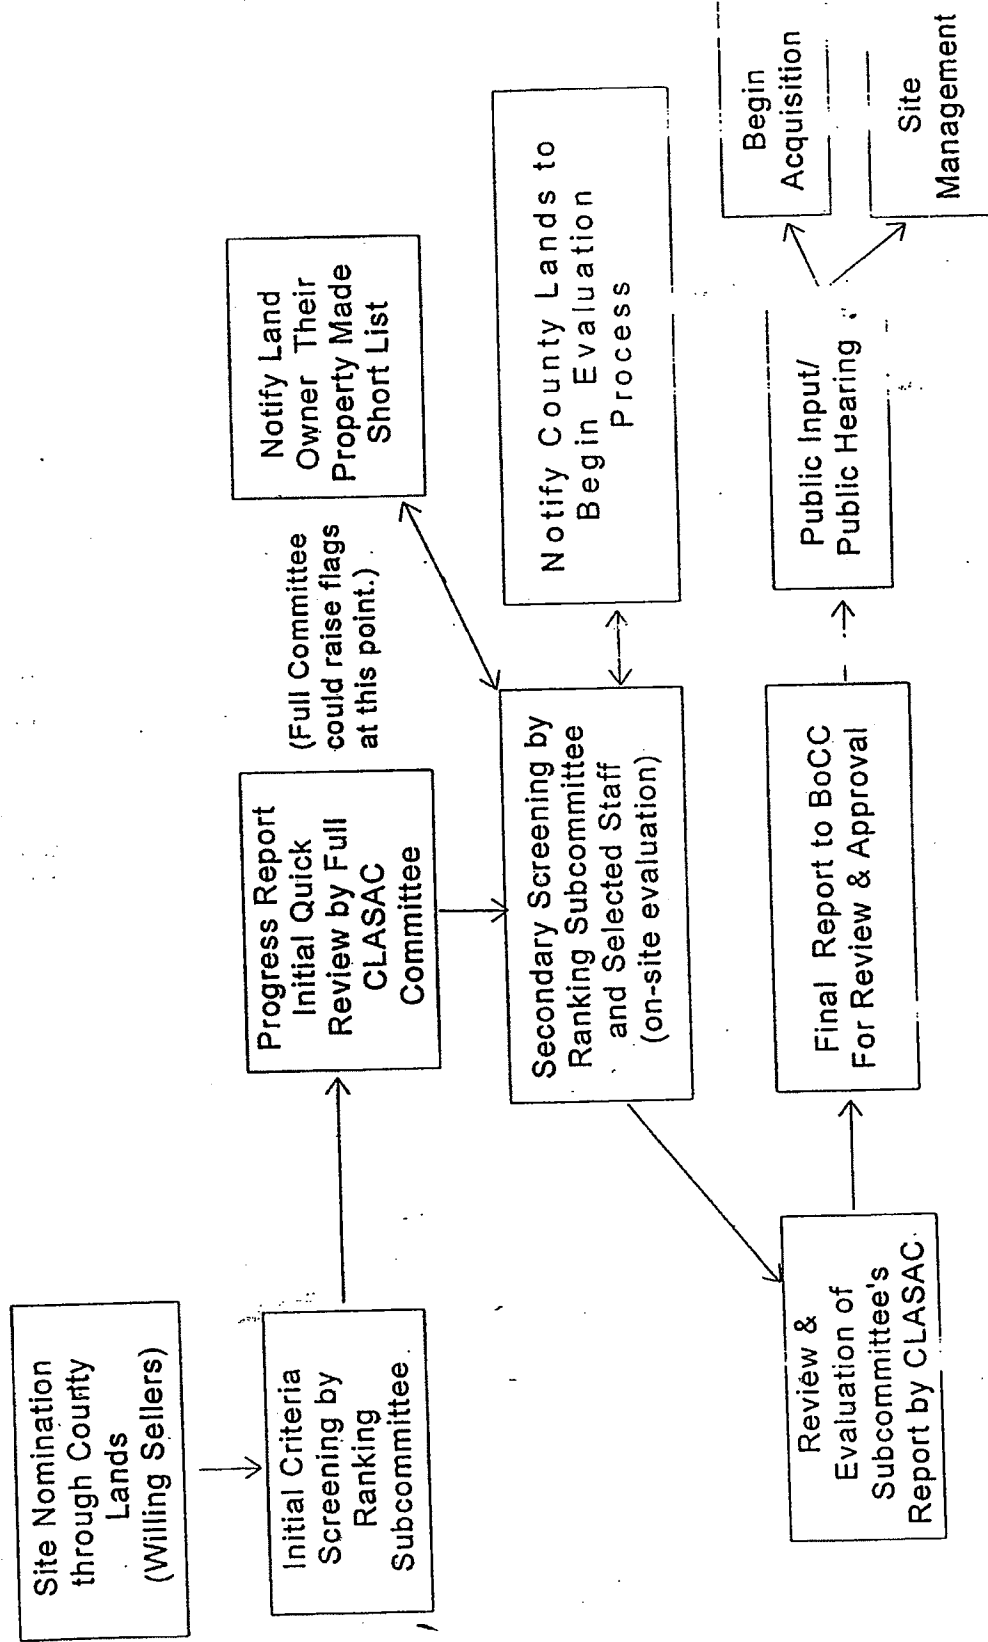 Site Nomination
through County
Lands
(Willing Sellers)
Initial Criteria
Screening by
Ranking
Subcommittee
Progress Report
Initial Quick
Review by Full
CLASAC
Committee
(Full Committee
could raise flags
at this point.)
Notify Land
Owner Their
Property Made
Short List
Secondary Screening by
Ranking Subcommittee
and Selected Staff
(on-site evaluation)
Notify County Lands to
Begin Evaluation
Process
Review &
Evaluation of
Subcommittee's
Report by CLASAC
Final Report to BoCC
For Review & Approval
Public Input/
Public Hearing
Begin
Acquisition
Site
Management